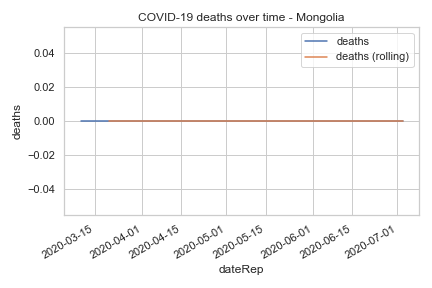 COVID-19 deaths over time - Mongolia
deaths
deaths (rolling)
0.04
0.02
0.00
−0.02
−0.04
deaths
2020-03-15
2020-04-01
2020-04-15
2020-05-01
2020-05-15
2020-06-01
2020-06-15
2020-07-01
dateRep